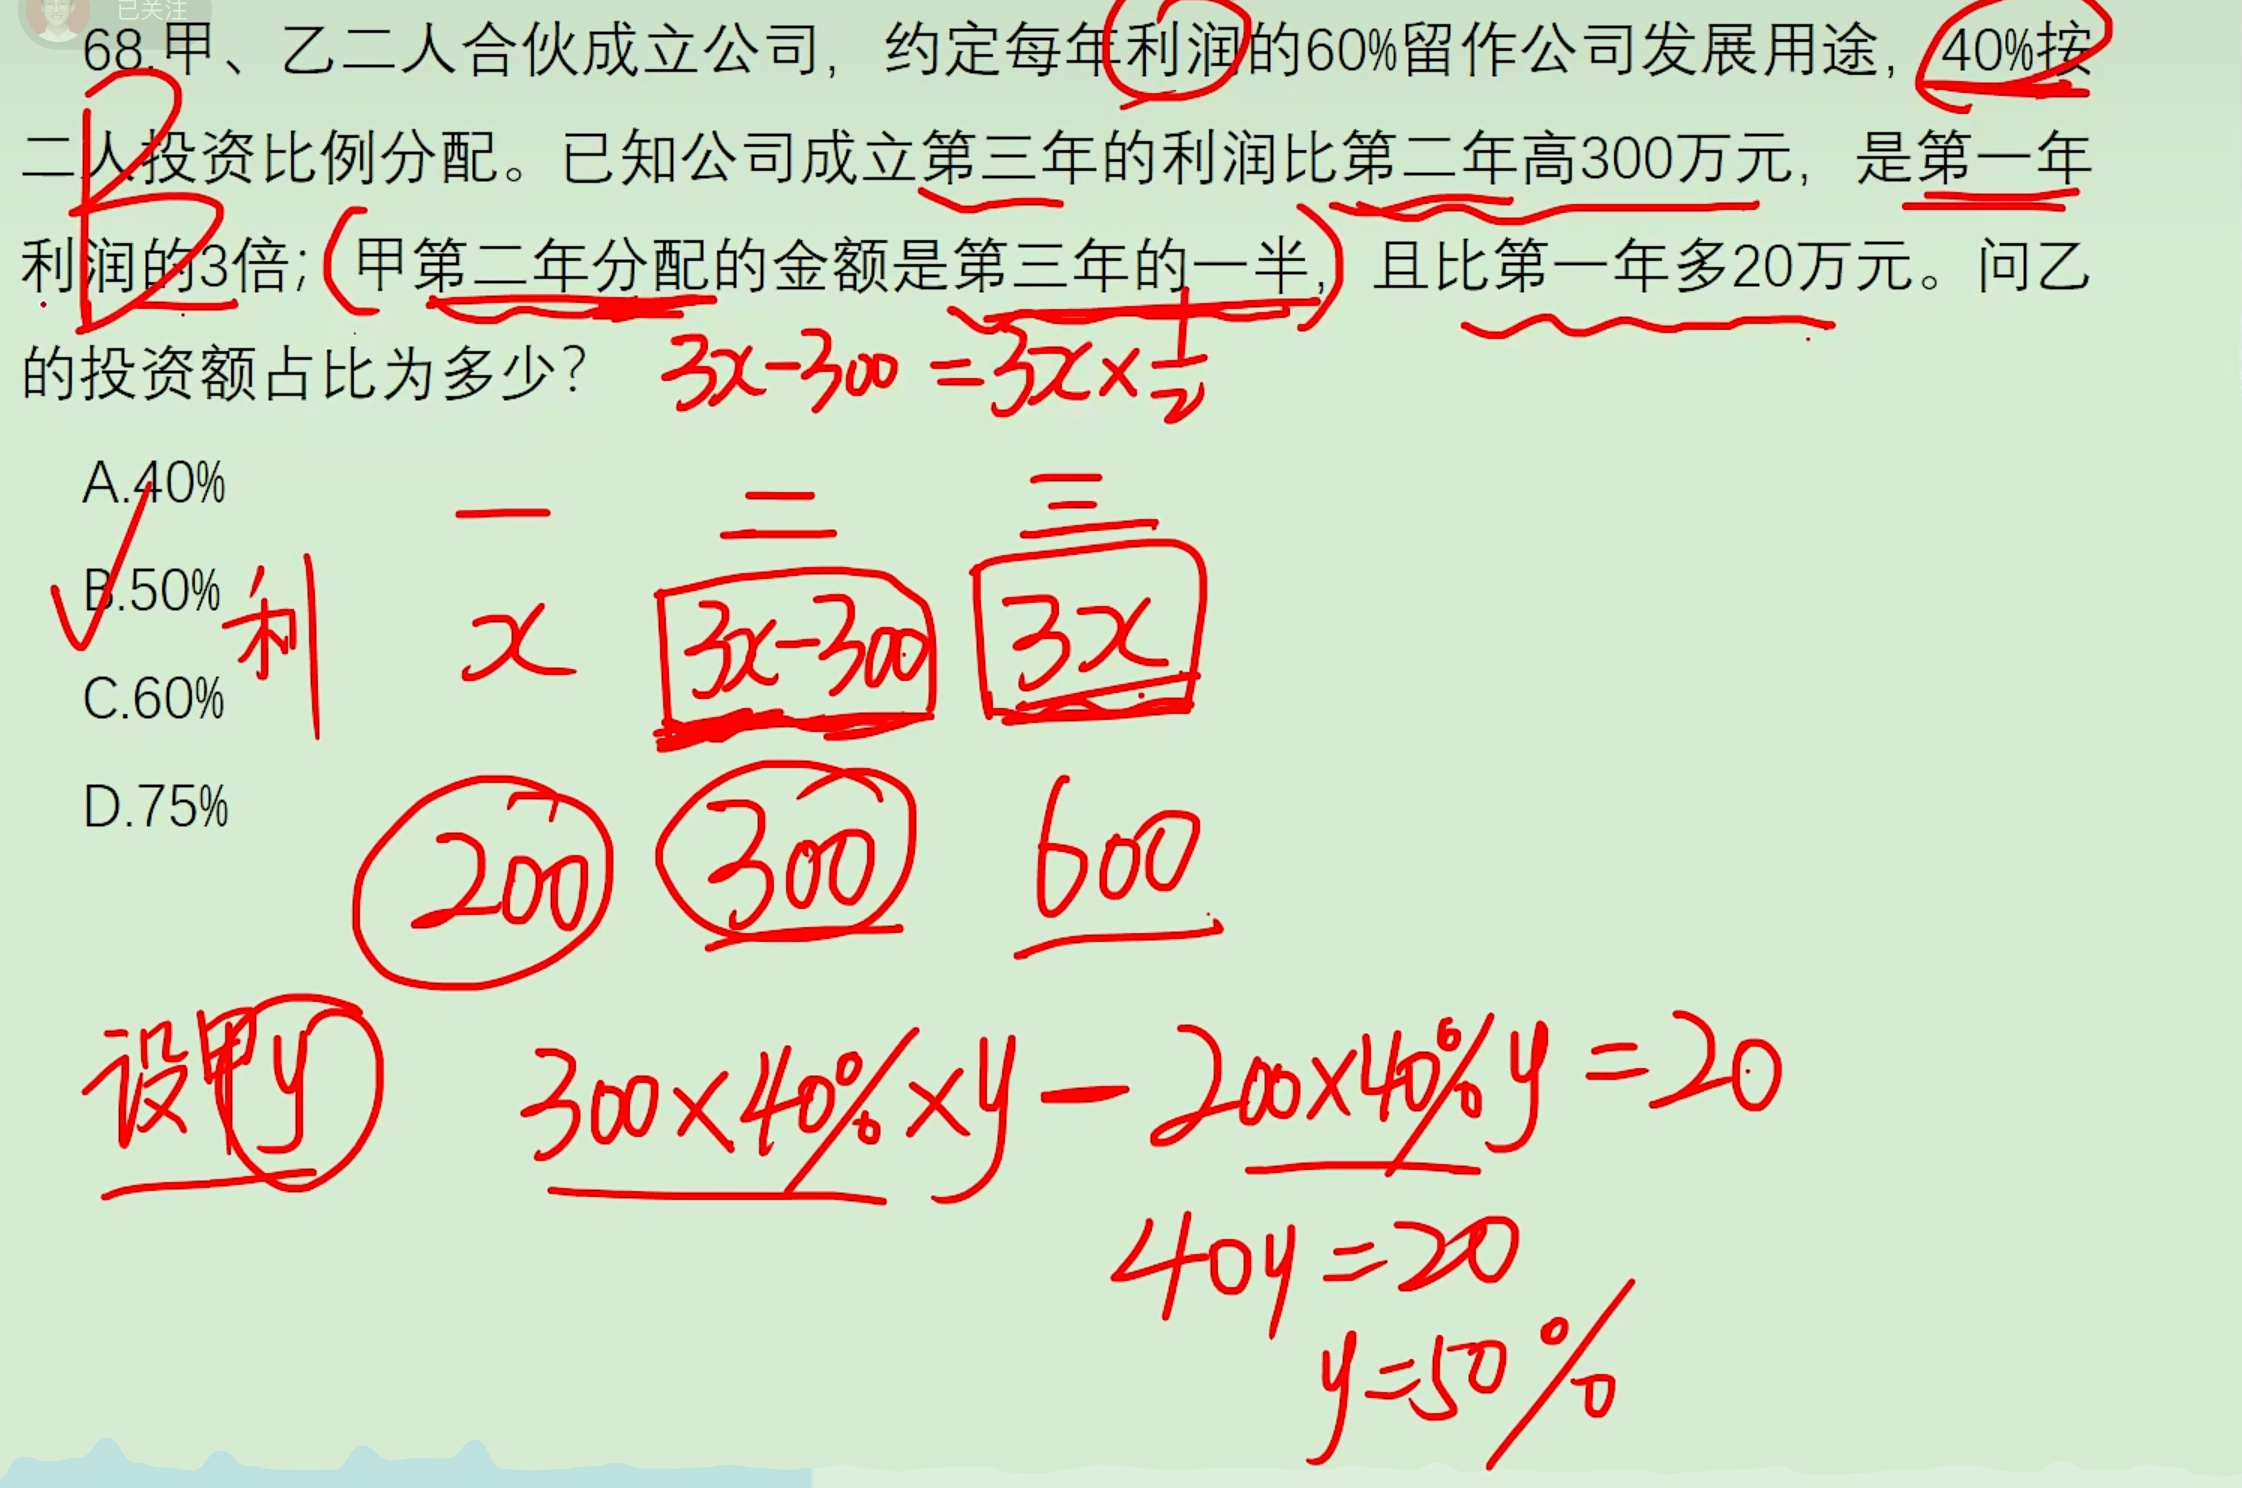 已关注
68.甲、乙二人合伙成立公司，约定每年利润的60%留作公司发展用途，40%按
二人投资比例分配。已知公司成立第三年的利润比第二年高300万元，是第一年
利润的3倍；甲第二年分配的金额是第三年的一半，且比第一年多20万元。问乙
的投资额占比为多少？
B
3x-300=3x×1/2
A.40%
B.50%
C.60%
D.75%
一 二 三
利 x 3x-300 3x
200 300 600
设甲y 300×40%×y-200×40%y=20
40y=20
y=50%